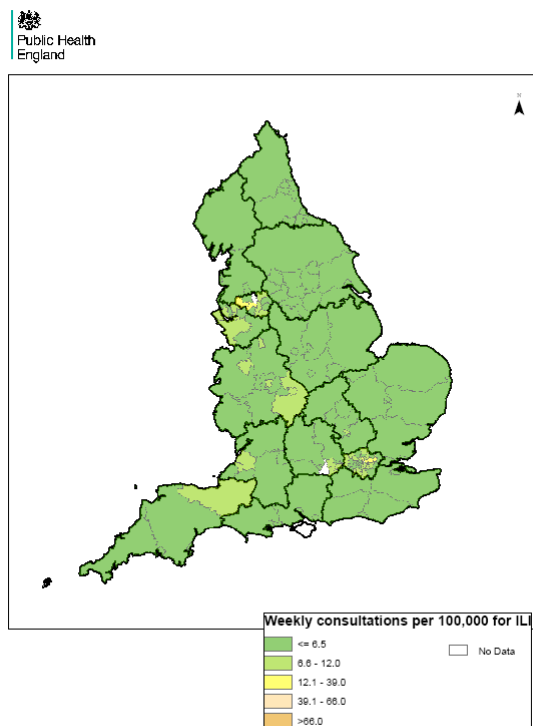 Public Health
England
N
Weekly consultations per 100,000 for ILI
<= 6.5
6.6 - 12.0
12.1 - 39.0
39.1 - 66.0
>66.0
No Data